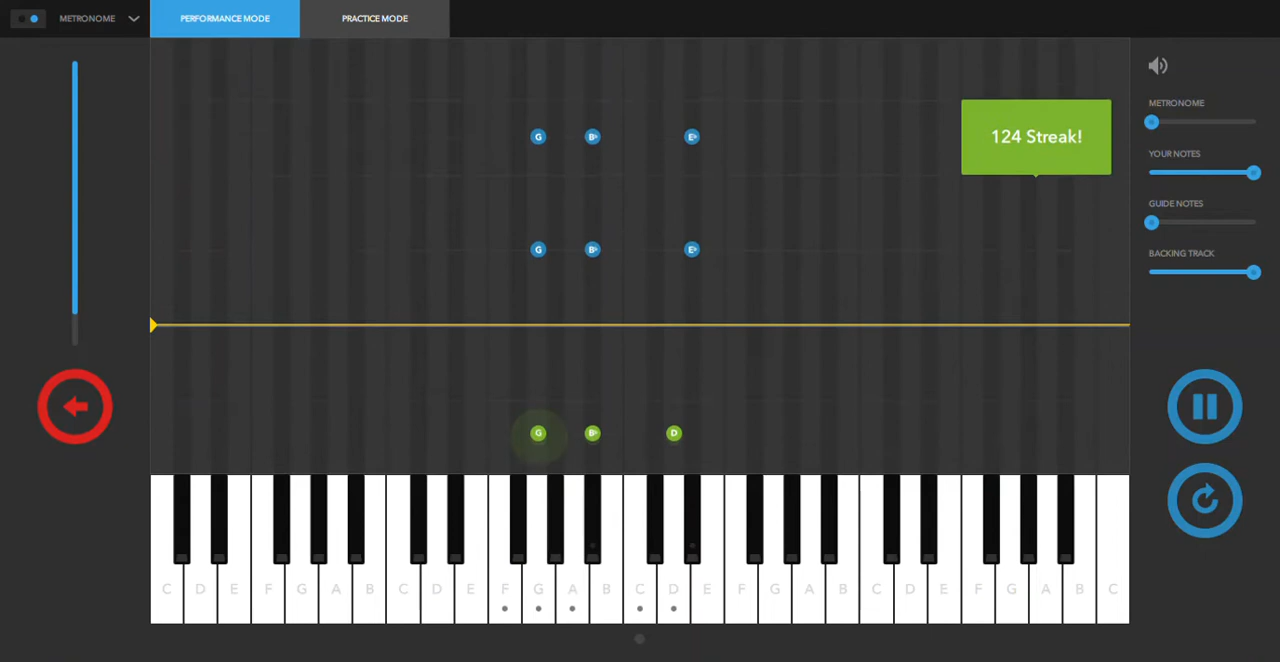 METRONOME
PERFORMANCE MODE
PRACTICE MODE
124 Streak!
METRONOME
YOUR NOTES
GUIDE NOTES
BACKING TRACK
G B♭ E♭
G B♭ E♭
G B♭ D
C D E F G A B C D E F G A B C D E F G A B C D E F G A B C